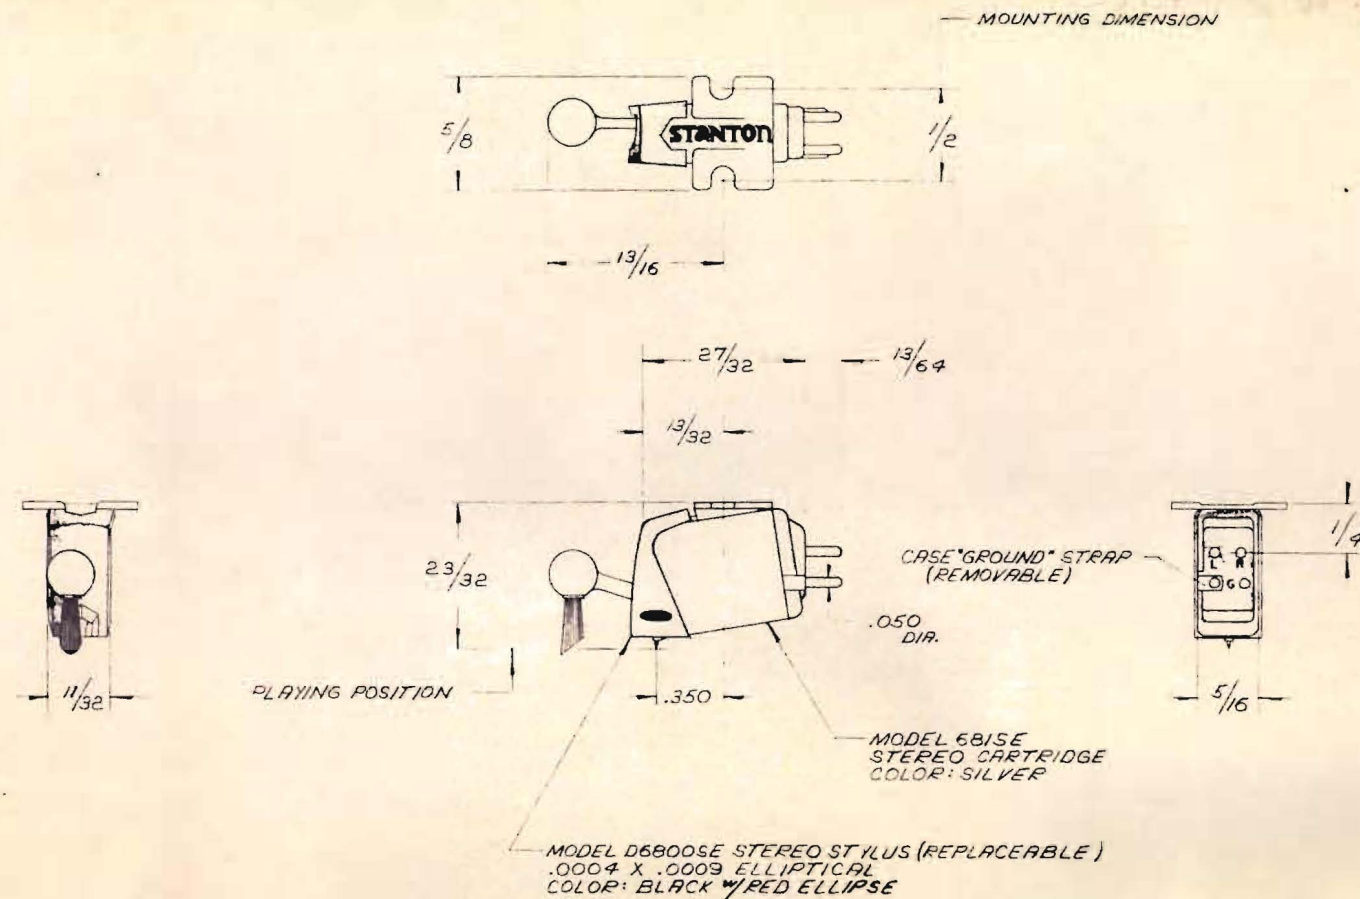 MOUNTING DIMENSION
5/8
STANTON
1/2
13/16
27/32
13/64
13/32
23/32
CASE "GROUND" STRAP
(REMOVABLE)
L R
G
1/4
.050
DIA.
11/32
PLAYING POSITION
.350
5/16
MODEL 681SE
STEREO CARTRIDGE
COLOR: SILVER
MODEL D6800SE STEREO STYLUS (REPLACEABLE)
.0004 X .0009 ELLIPTICAL
COLOR: BLACK W/RED ELLIPSE